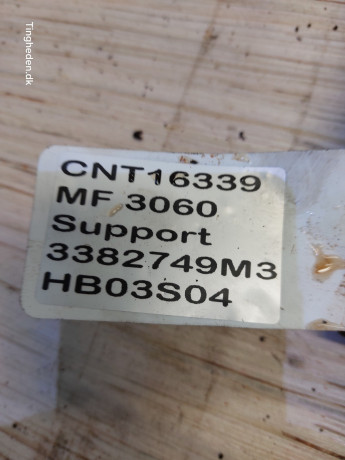 Tingheden.dk
CNT16339
MF 3060
Support
3382749M3
HB03S04